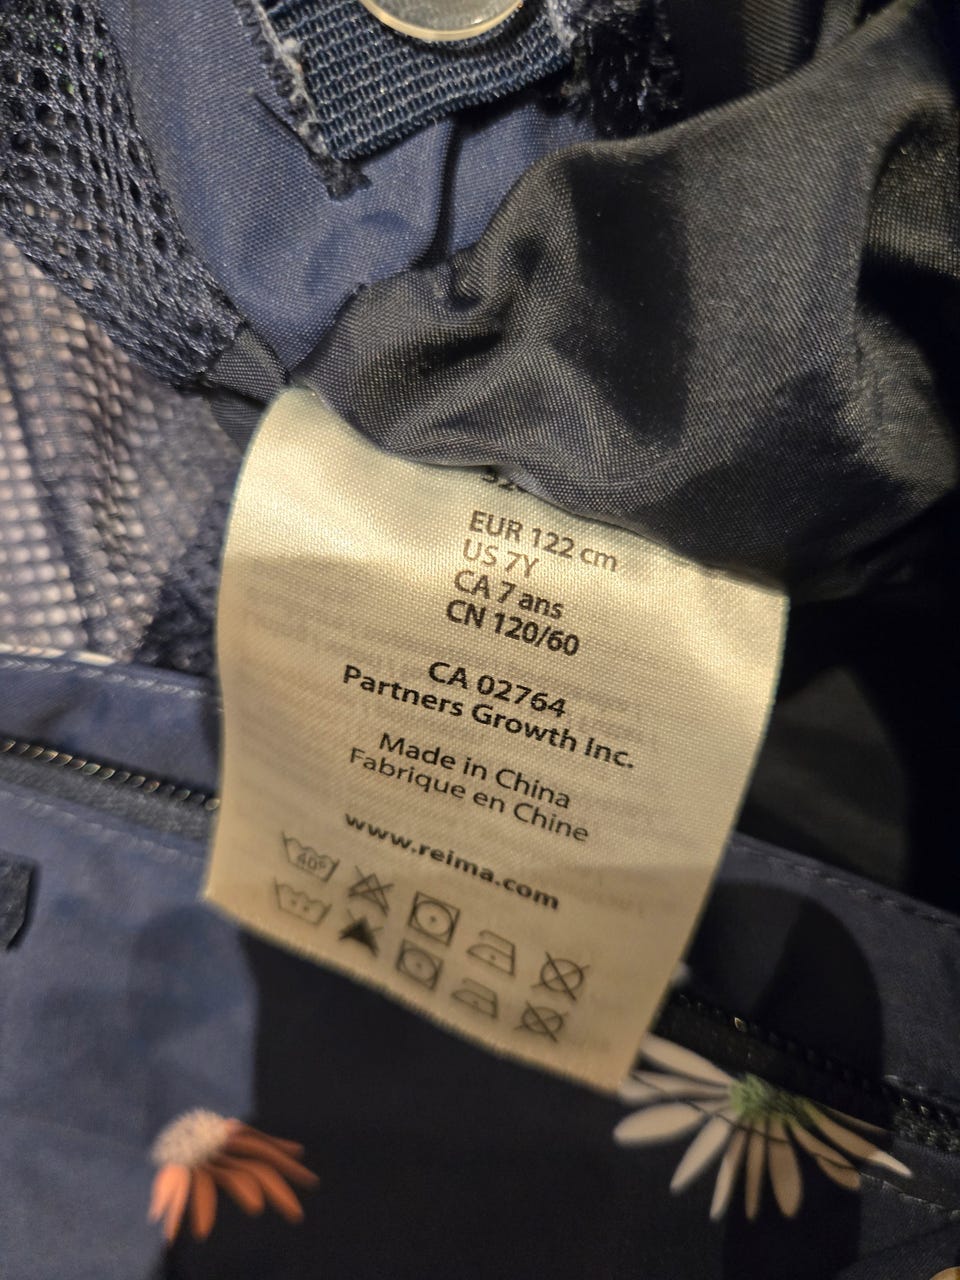 EUR 122 cm
US 7Y
CA 7 ans
CN 120/60
CA 02764
Partners Growth Inc.
Made in China
Fabrique en Chine
www.reima.com
40°